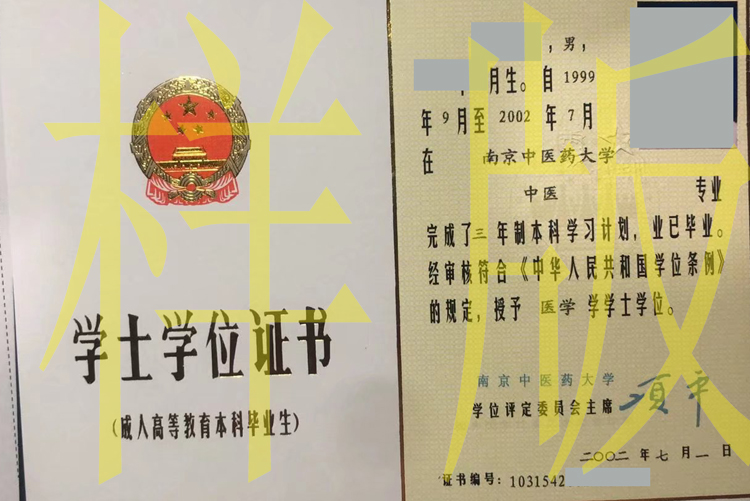 学士学位证书
(成人高等教育本科毕业生)
，男，
月生。自 1999
年 9 月至 2002 年 7 月
在 南京中医药大学
中医 专业
完成了三年制本科学习计划，业已毕业。
经审核符合《中华人民共和国学位条例》
的规定，授予 医学 学学士学位。
南京中医药大学
学位评定委员会主席 项平
二〇〇二年七月一日
证书编号：1031542
样版